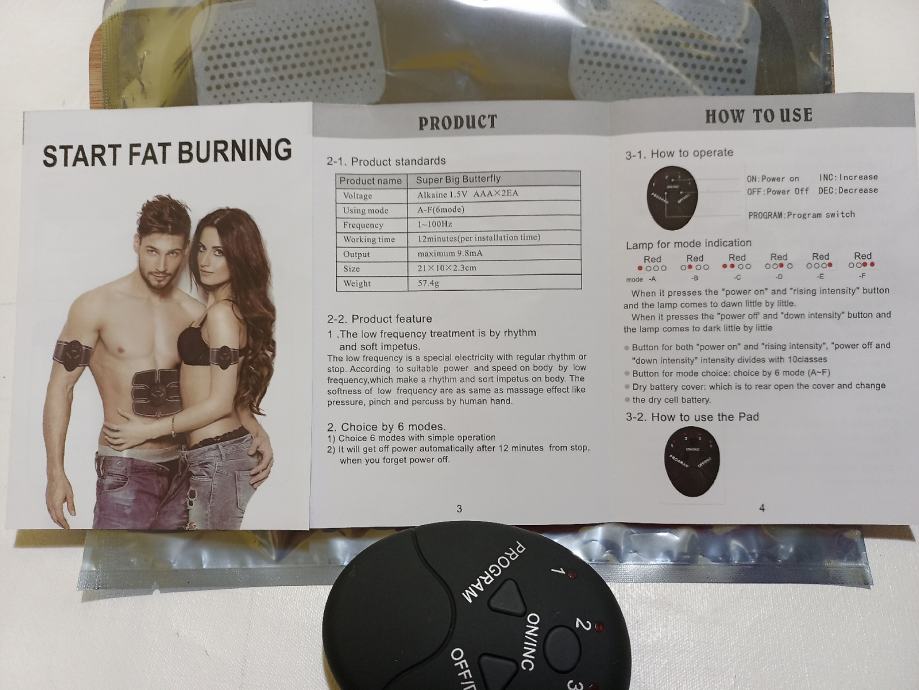 START FAT BURNING
PRODUCT
2-1. Product standards
Product name Super Big Butterfly
Voltage Alkaine 1.5V AAA×2EA
Using mode A-F(6mode)
Frequency 1~100Hz
Working time 12minutes(per installation time)
Output maximum 9.8mA
Size 21×10×2.3cm
Weight 57.4g
2-2. Product feature
1 .The low frequency treatment is by rhythm
and soft impetus.
The low frequency is a special electricity with regular rhythm or
stop. According to suitable power and speed on body by low
frequency,which make a rhythm and sort impetus on body. The
softness of low frequency are as same as massage effect like
pressure, pinch and percuss by human hand.
2. Choice by 6 modes.
1) Choice 6 modes with simple operation
2) It will get off power automatically after 12 minutes from stop,
when you forget power off.
3
HOW TO USE
3-1. How to operate
ON:Power on INC:Increase
OFF:Power Off DEC:Decrease
PROGRAM:Program switch
Lamp for mode indication
Red Red Red Red Red Red
mode -A -B -C -D -E -F
When it presses the "power on" and "rising intensity" button
and the lamp comes to dawn little by little.
When it presses the "power off" and "down intensity" button and
the lamp comes to dark little by little
Button for both "power on" and "rising intensity", "power off and
"down intensity" intensity divides with 10classes
Button for mode choice: choice by 6 mode (A~F)
Dry battery cover: which is to rear open the cover and change
the dry cell battery.
3-2. How to use the Pad
4
PROGRAM
ON/INC
OFF/
1
2
3